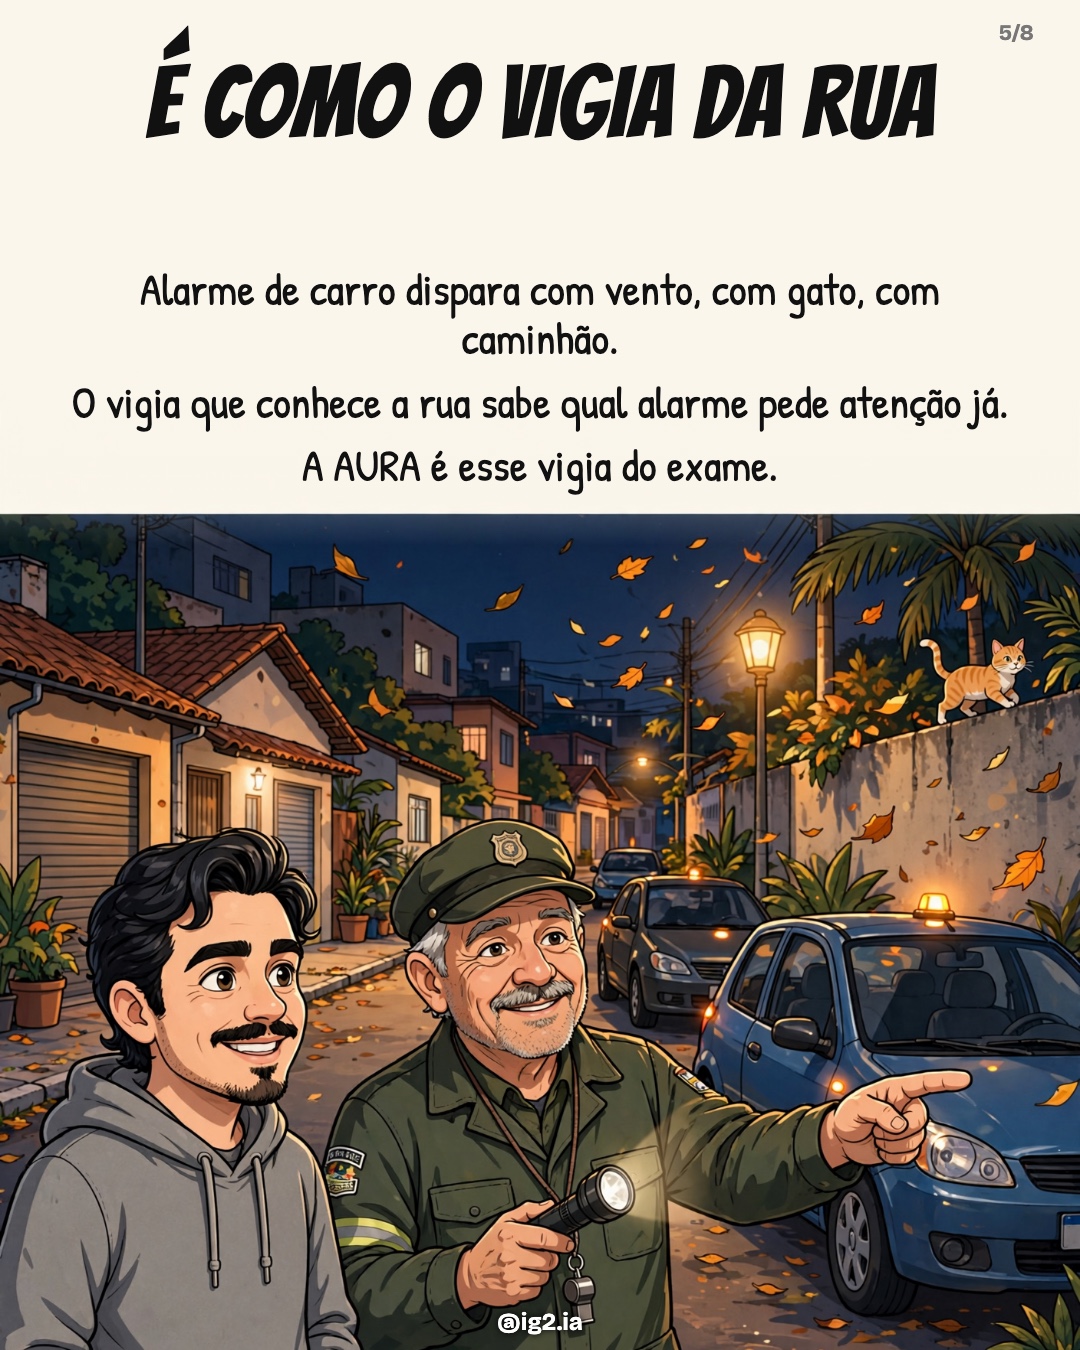 5/8
É COMO O VIGIA DA RUA
Alarme de carro dispara com vento, com gato, com
caminhão.
O vigia que conhece a rua sabe qual alarme pede atenção já.
A AURA é esse vigia do exame.
@ig2.ia